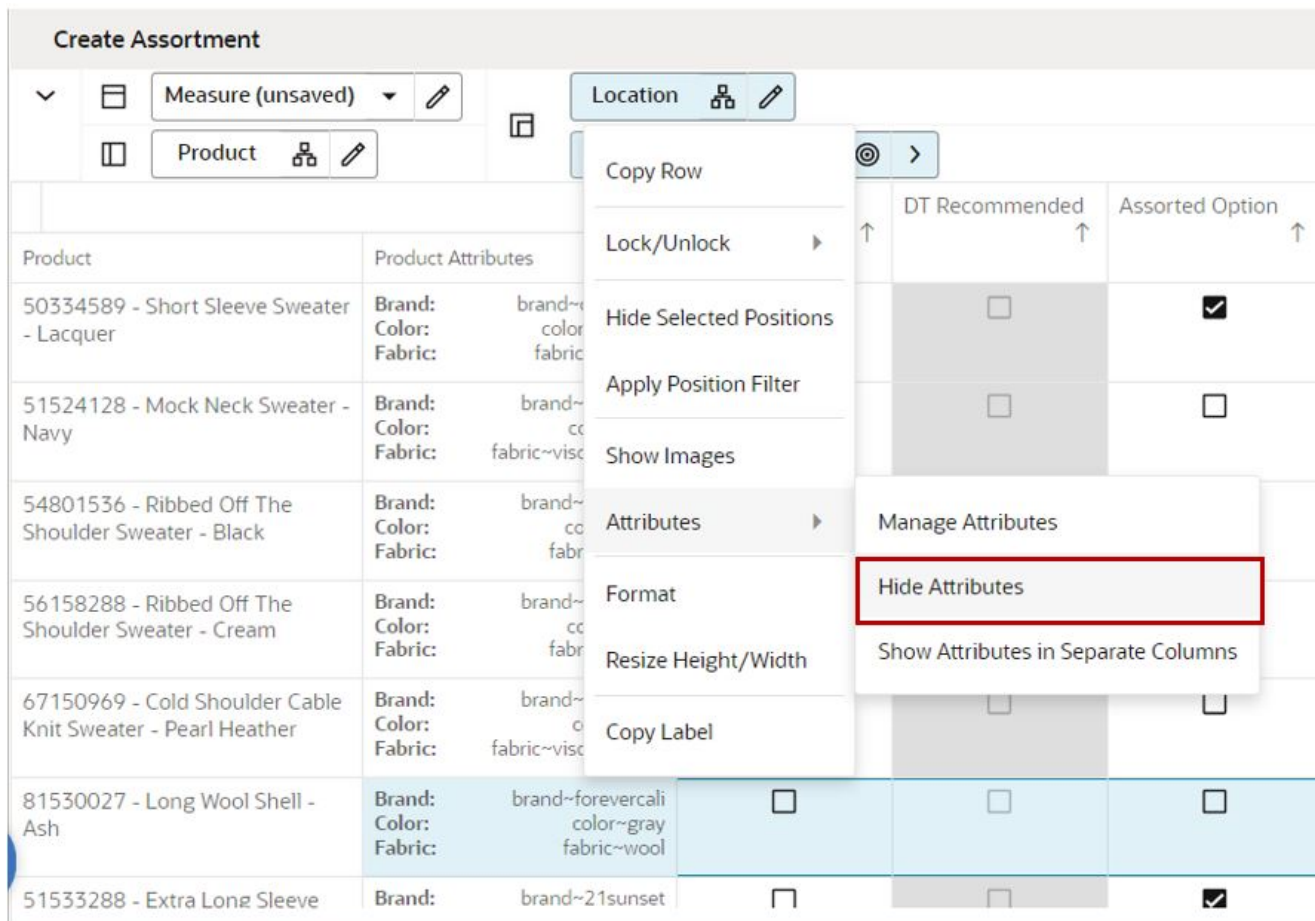 Create Assortment
Measure (unsaved)
Location
Product
DT Recommended
Assorted Option
Product
Product Attributes
50334589 - Short Sleeve Sweater
- Lacquer
Brand:
Color:
Fabric:
51524128 - Mock Neck Sweater -
Navy
Brand:
Color:
Fabric:
54801536 - Ribbed Off The
Shoulder Sweater - Black
Brand:
Color:
Fabric:
56158288 - Ribbed Off The
Shoulder Sweater - Cream
Brand:
Color:
Fabric:
67150969 - Cold Shoulder Cable
Knit Sweater - Pearl Heather
Brand:
Color:
Fabric:
81530027 - Long Wool Shell -
Ash
Brand: brand~forevercali
Color: color~gray
Fabric: fabric~wool
51533288 - Extra Long Sleeve
Brand: brand~21sunset
Copy Row
Lock/Unlock
Hide Selected Positions
Apply Position Filter
Show Images
Attributes
Format
Resize Height/Width
Copy Label
Manage Attributes
Hide Attributes
Show Attributes in Separate Columns